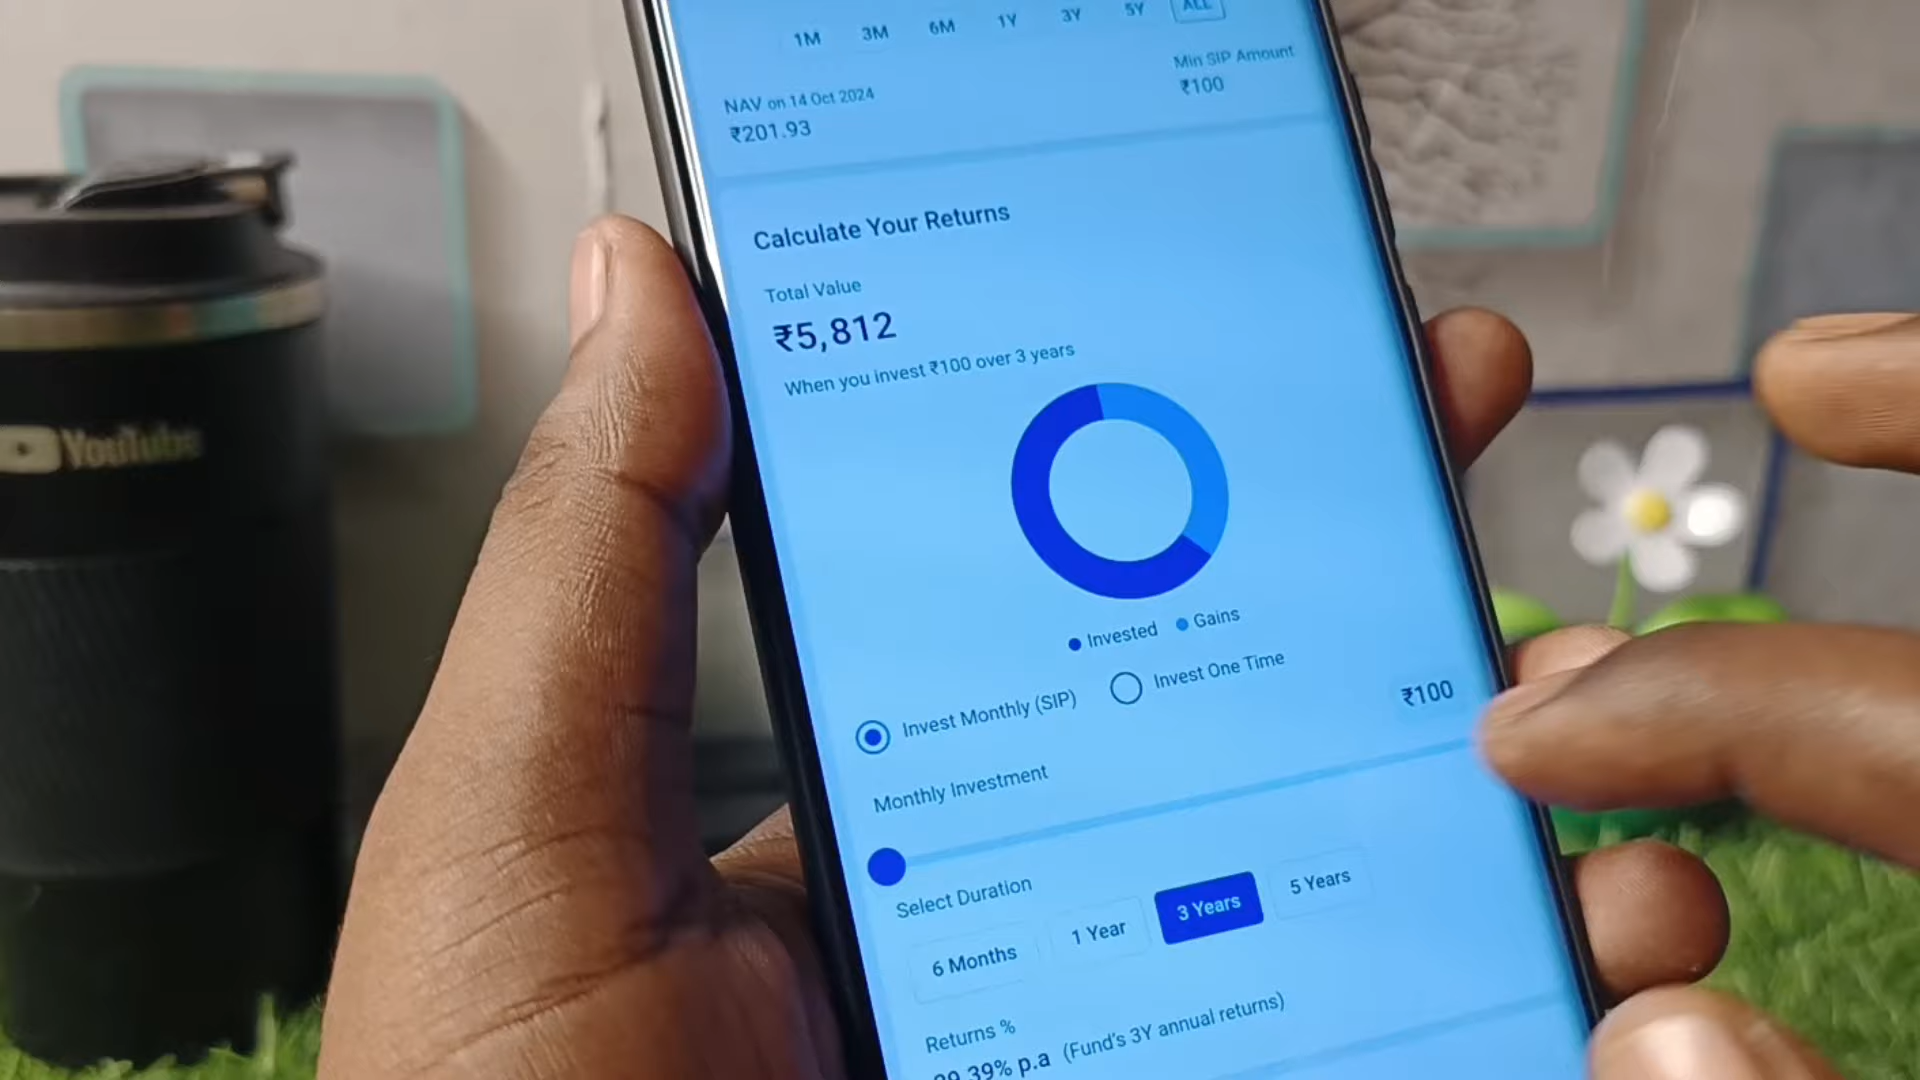 1M 3M 6M 1Y 3Y 5Y ALL
NAV on 14 Oct 2024
₹201.93
Min SIP Amount
₹100
Calculate Your Returns
Total Value
₹5,812
When you invest ₹100 over 3 years
Invested Gains
Invest Monthly (SIP) Invest One Time
Monthly Investment ₹100
Select Duration
6 Months 1 Year 3 Years 5 Years
Returns %
p.a (Fund's 3Y annual returns)
YouTube